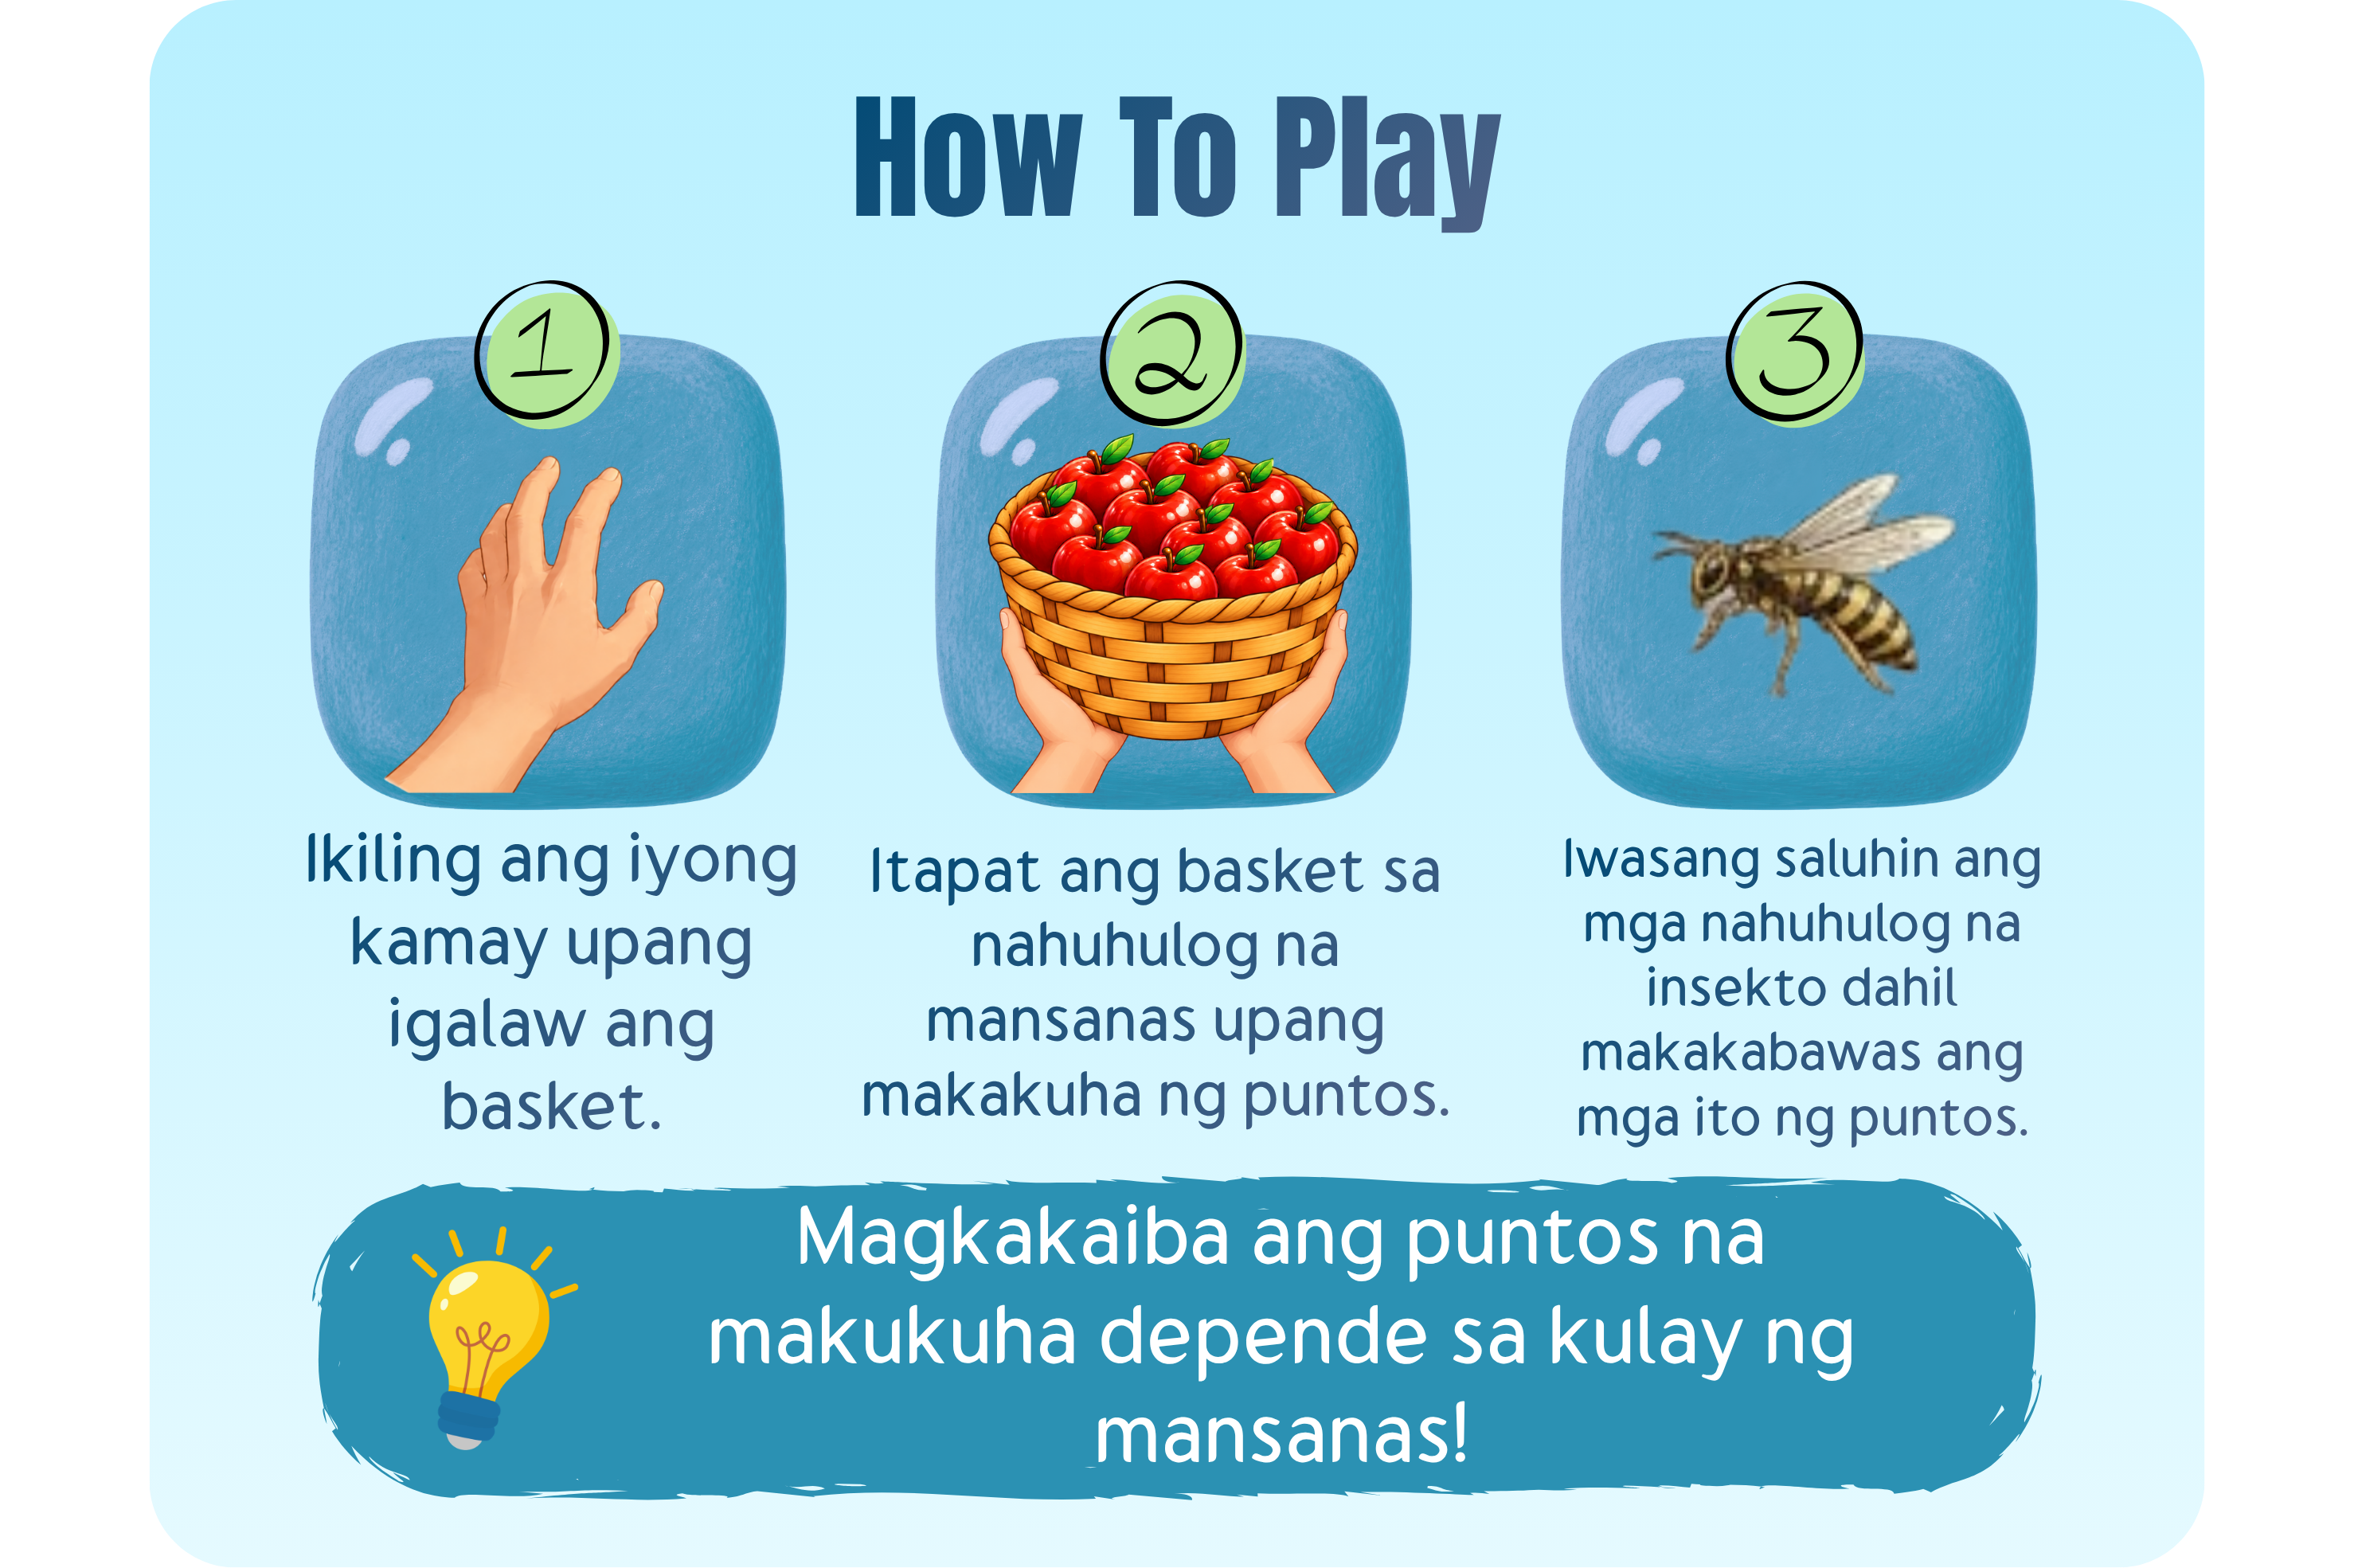 How To Play
1
Ikiling ang iyong
kamay upang
igalaw ang
basket.
2
Itapat ang basket sa
nahuhulog na
mansanas upang
makakuha ng puntos.
3
Iwasang saluhin ang
mga nahuhulog na
insekto dahil
makakabawas ang
mga ito ng puntos.
Magkakaiba ang puntos na
makukuha depende sa kulay ng
mansanas!